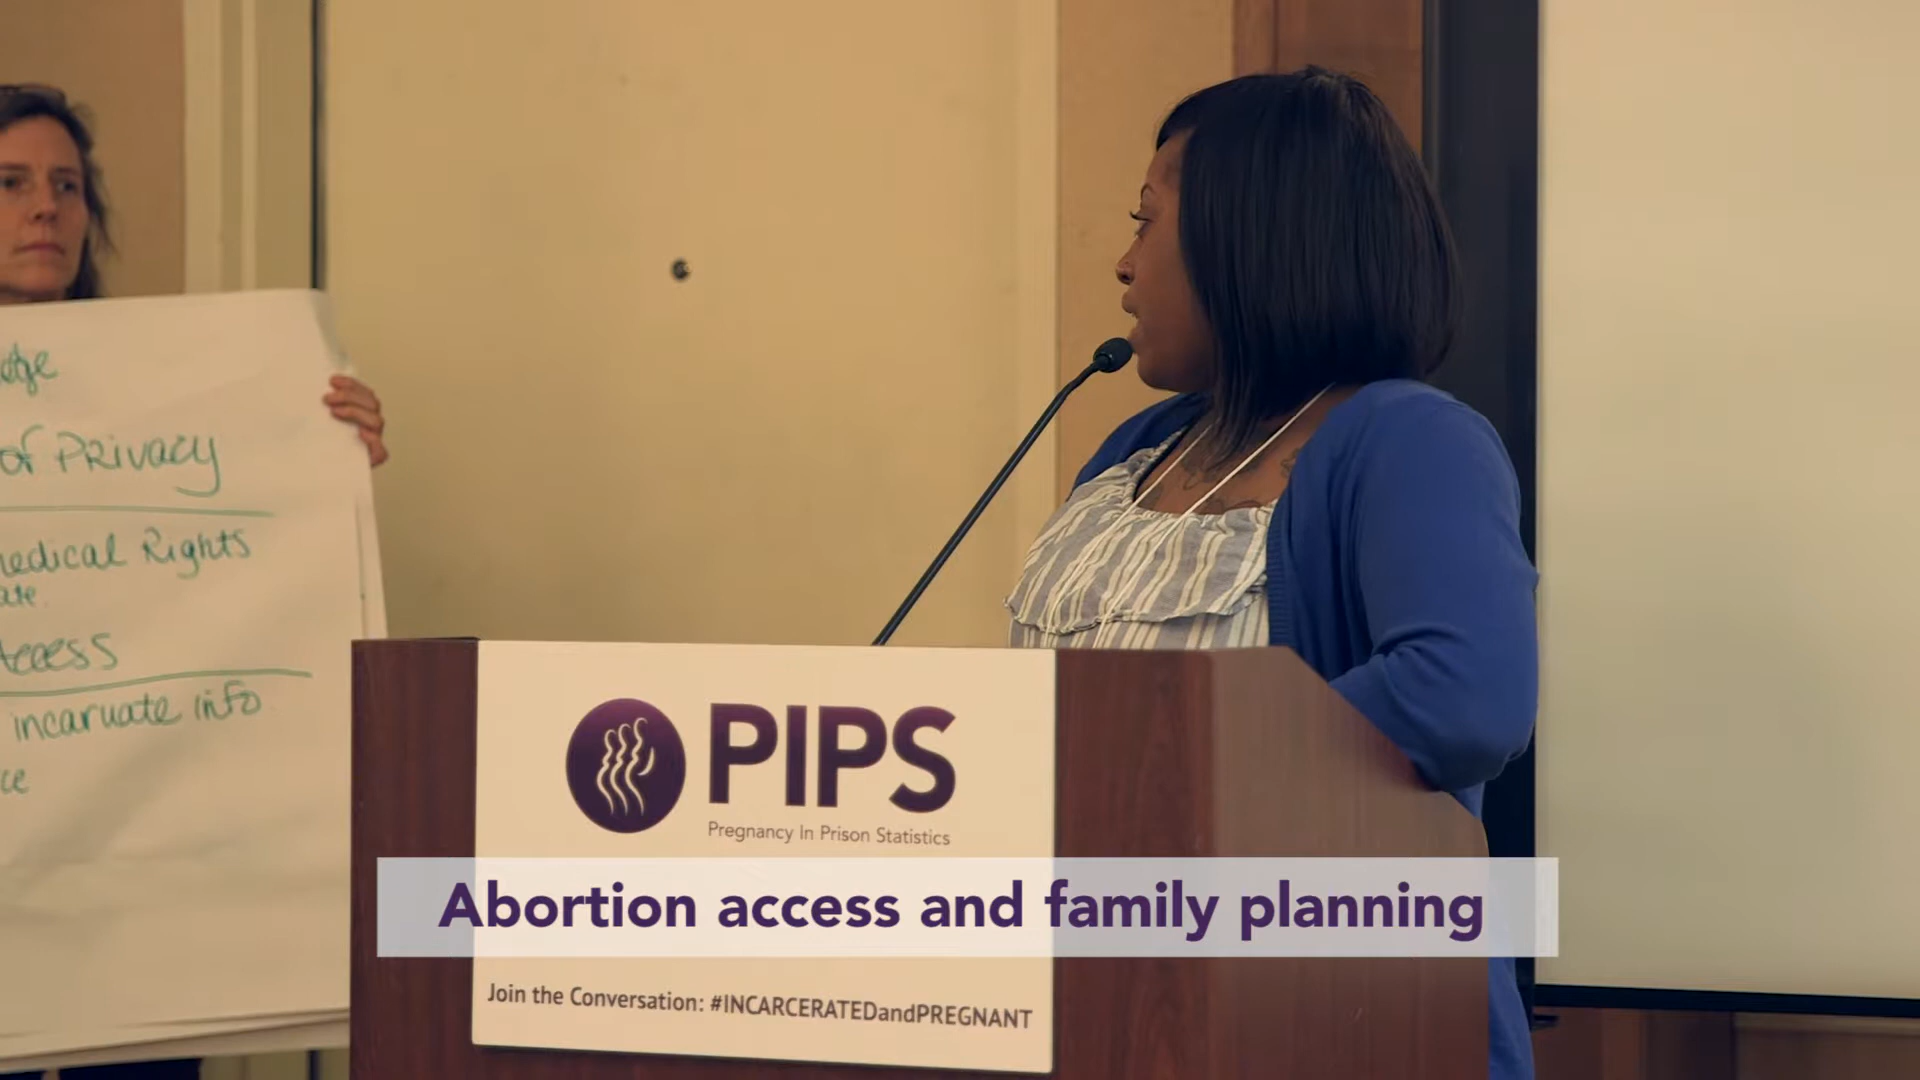 of Privacy
medical Rights
Access
incaruate info
PIPS
Pregnancy In Prison Statistics
Abortion access and family planning
Join the Conversation: #INCARCERATEDandPREGNANT